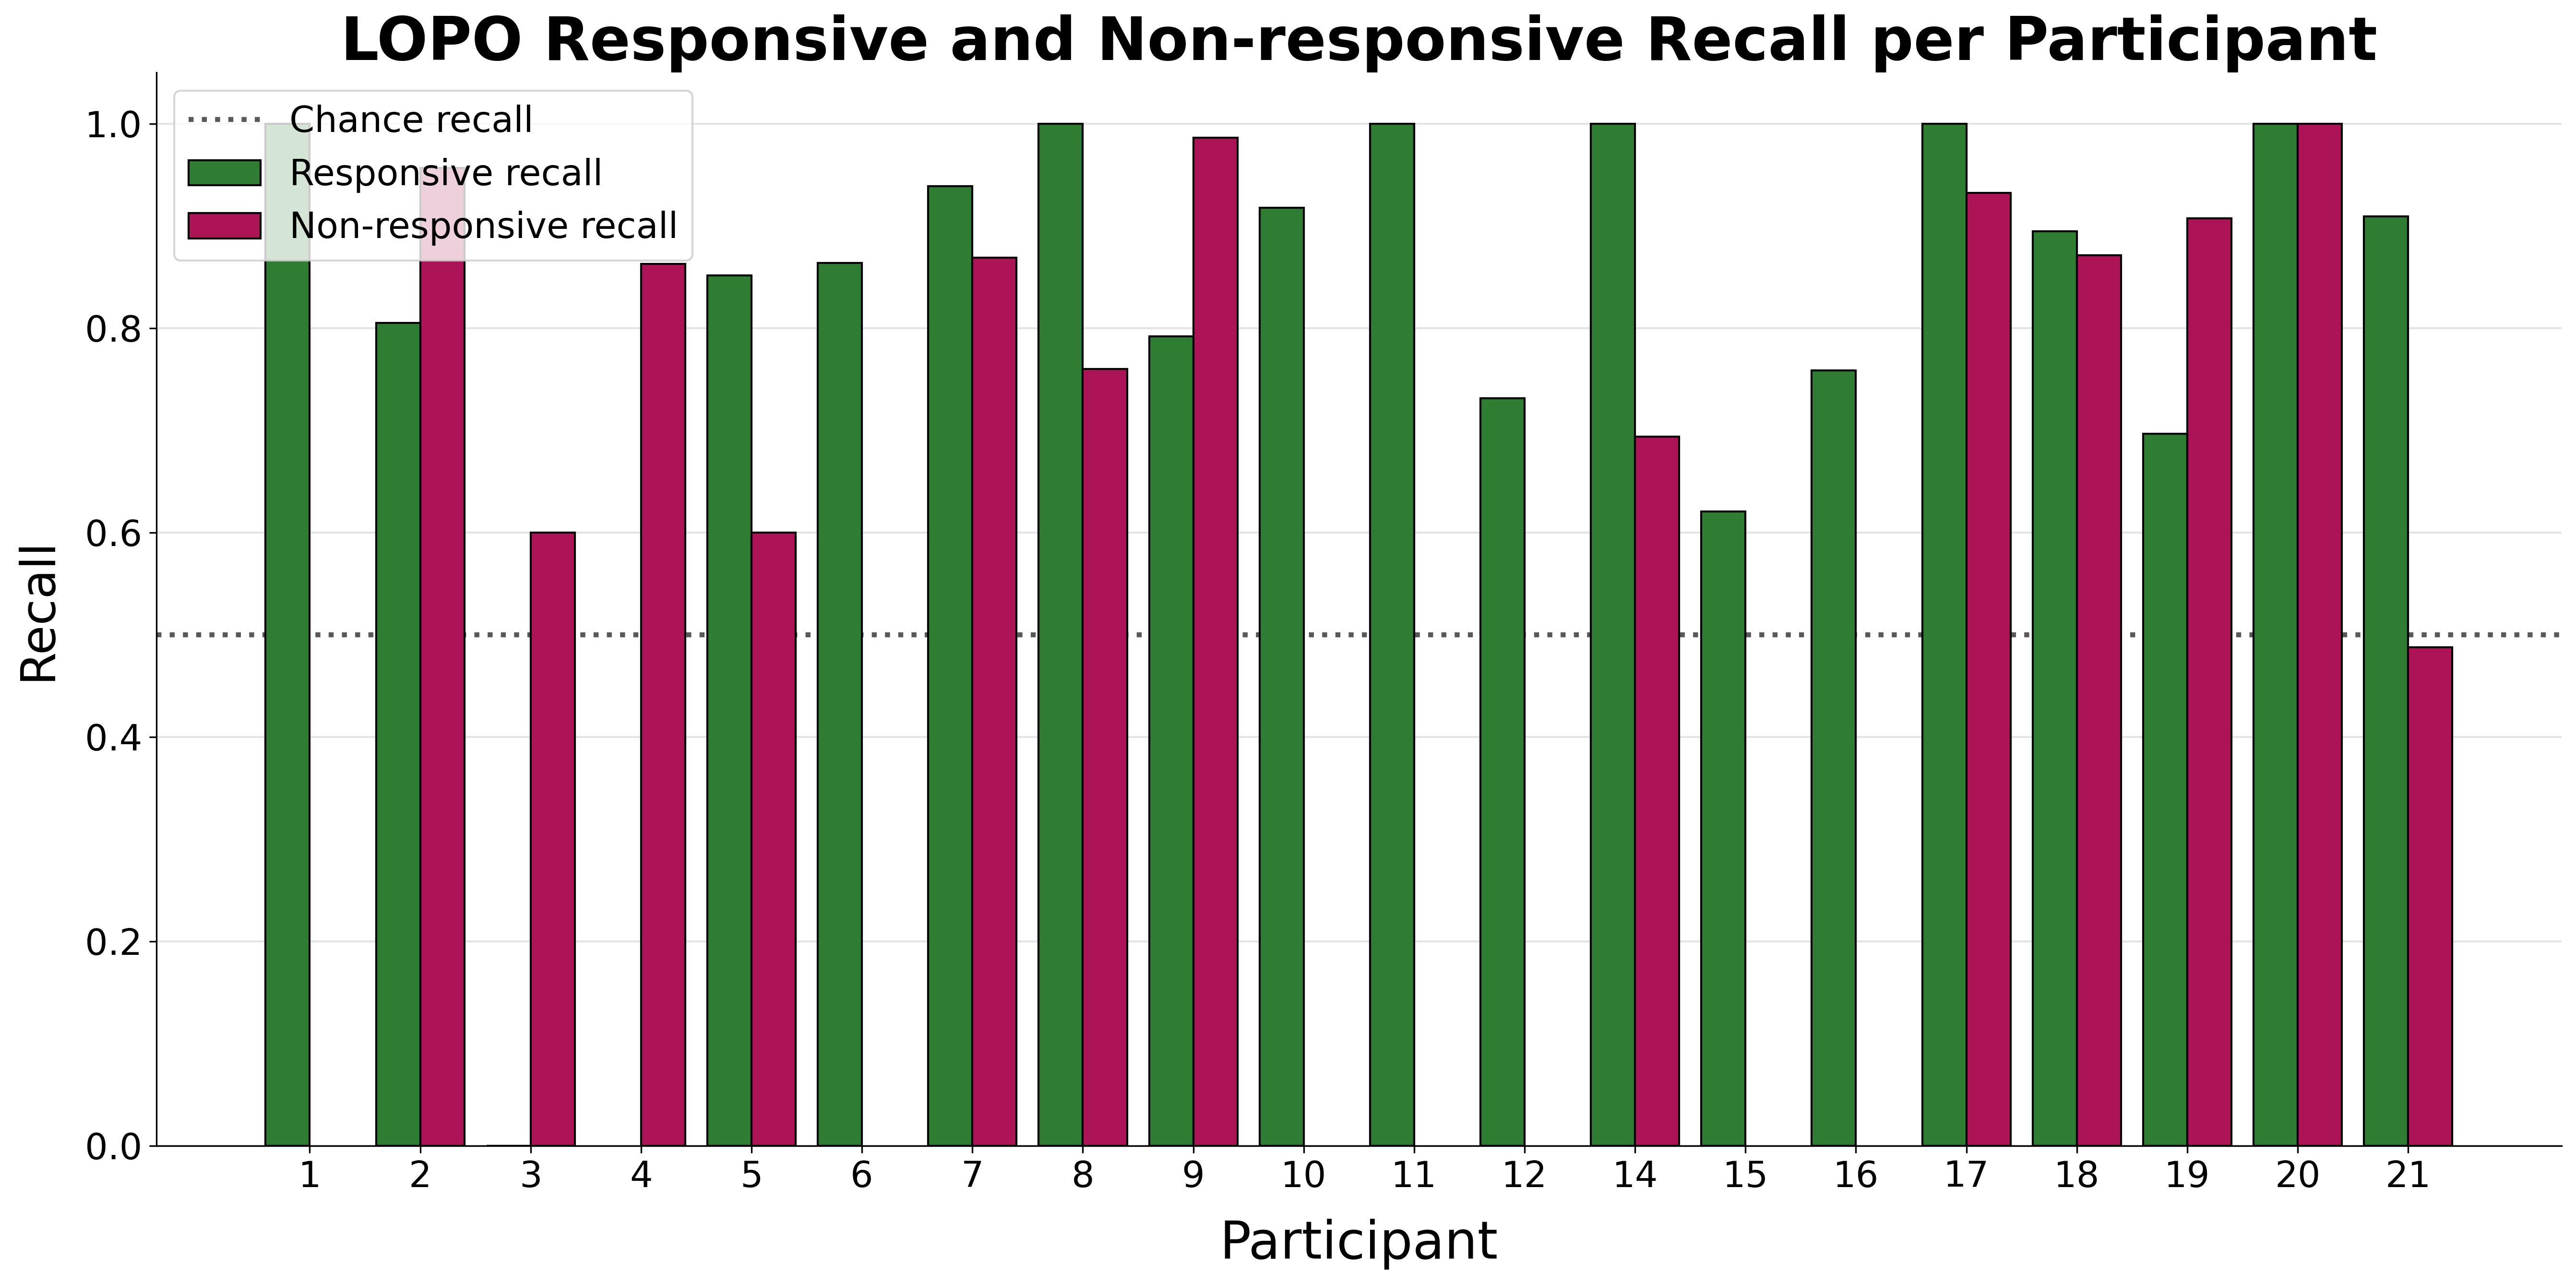 LOPO Responsive and Non-responsive Recall per Participant
Chance recall
Responsive recall
Non-responsive recall
1.0
0.8
0.6
0.4
0.2
0.0
Recall
1 2 3 4 5 6 7 8 9 10 11 12 14 15 16 17 18 19 20 21
Participant